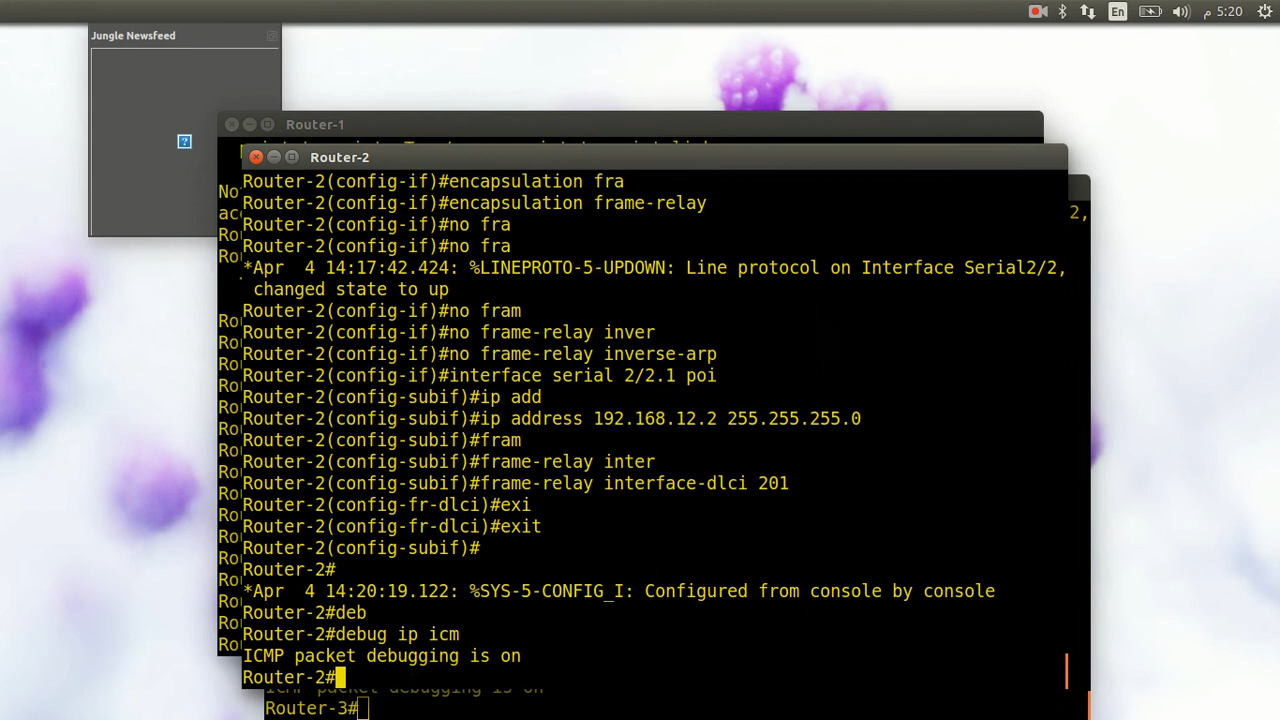 En
5:20 م
Jungle Newsfeed
Router-1
Router-2
2,
Router-2(config-if)#encapsulation fra
Router-2(config-if)#encapsulation frame-relay
Router-2(config-if)#no fra
Router-2(config-if)#no fra
*Apr  4 14:17:42.424: %LINEPROTO-5-UPDOWN: Line protocol on Interface Serial2/2,
changed state to up
Router-2(config-if)#no fram
Router-2(config-if)#no frame-relay inver
Router-2(config-if)#no frame-relay inverse-arp
Router-2(config-if)#interface serial 2/2.1 poi
Router-2(config-subif)#ip add
Router-2(config-subif)#ip address 192.168.12.2 255.255.255.0
Router-2(config-subif)#fram
Router-2(config-subif)#frame-relay inter
Router-2(config-subif)#frame-relay interface-dlci 201
Router-2(config-fr-dlci)#exi
Router-2(config-fr-dlci)#exit
Router-2(config-subif)#
Router-2#
*Apr  4 14:20:19.122: %SYS-5-CONFIG_I: Configured from console by console
Router-2#deb
Router-2#debug ip icm
ICMP packet debugging is on
Router-2#
ICMP packet debugging is on
Router-3#